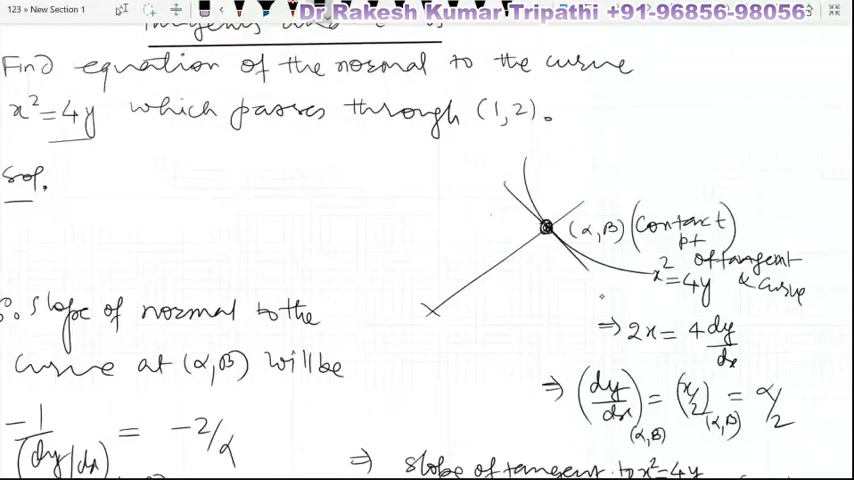 123 » New Section 1
Dr.Rakesh Kumar Tripathi +91-96856-98056
Tangents and
Find equation of the normal to the curve
x² = 4y which passes through (1,2).
Sol.
(α,β) (Contact pt of tangent & curve)
x² = 4y
⇒ 2x = 4 dy/dx
⇒ (dy/dx)(α,β) = (x/2)(α,β) = α/2
∴ slope of normal to the
curve at (α,β) will be
-1/(dy/dx) = -2/α
⇒ slope of tangent to x²=4y